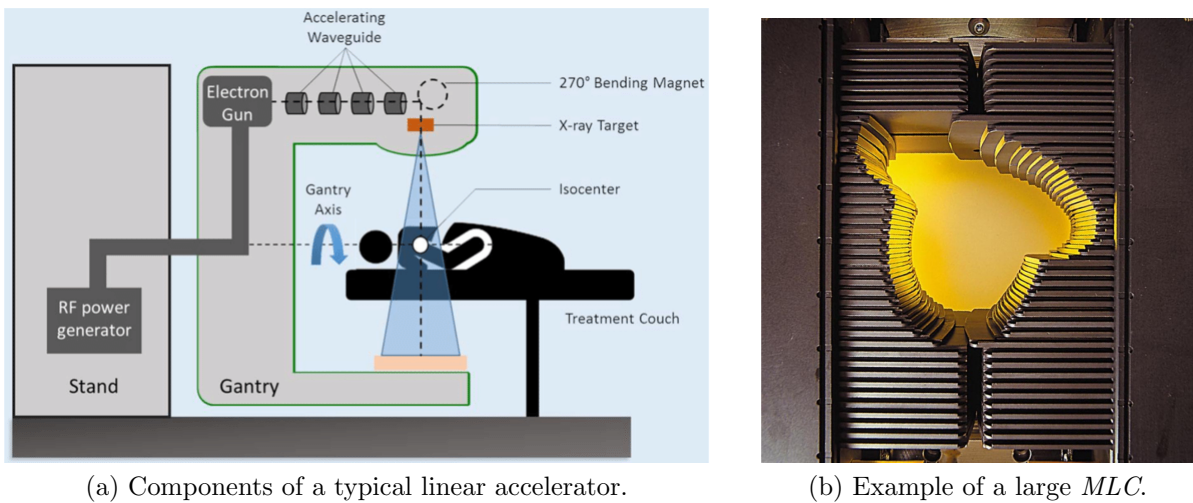 Accelerating
Waveguide
Electron
Gun
270° Bending Magnet
X-ray Target
Gantry
Axis
Isocenter
RF power
generator
Treatment Couch
Stand
Gantry
(a) Components of a typical linear accelerator.
(b) Example of a large MLC.